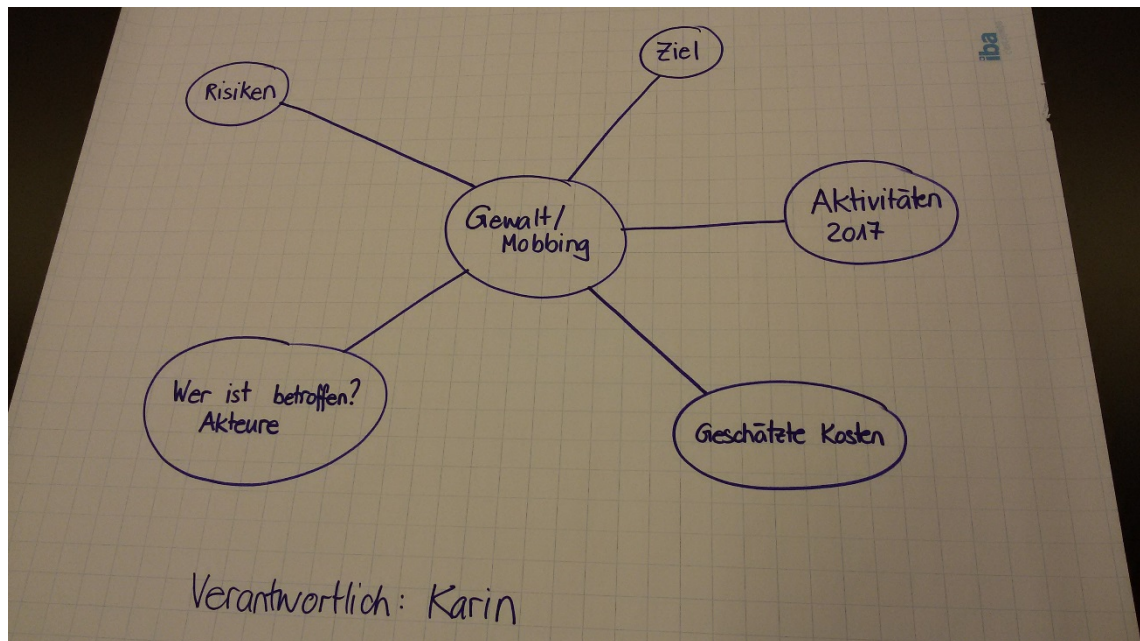 Ziel
iba
Risiken
Aktivitäten
2017
Gewalt/
Mobbing
Wer ist betroffen?
Akteure
Geschätzte Kosten
Verantwortlich: Karin